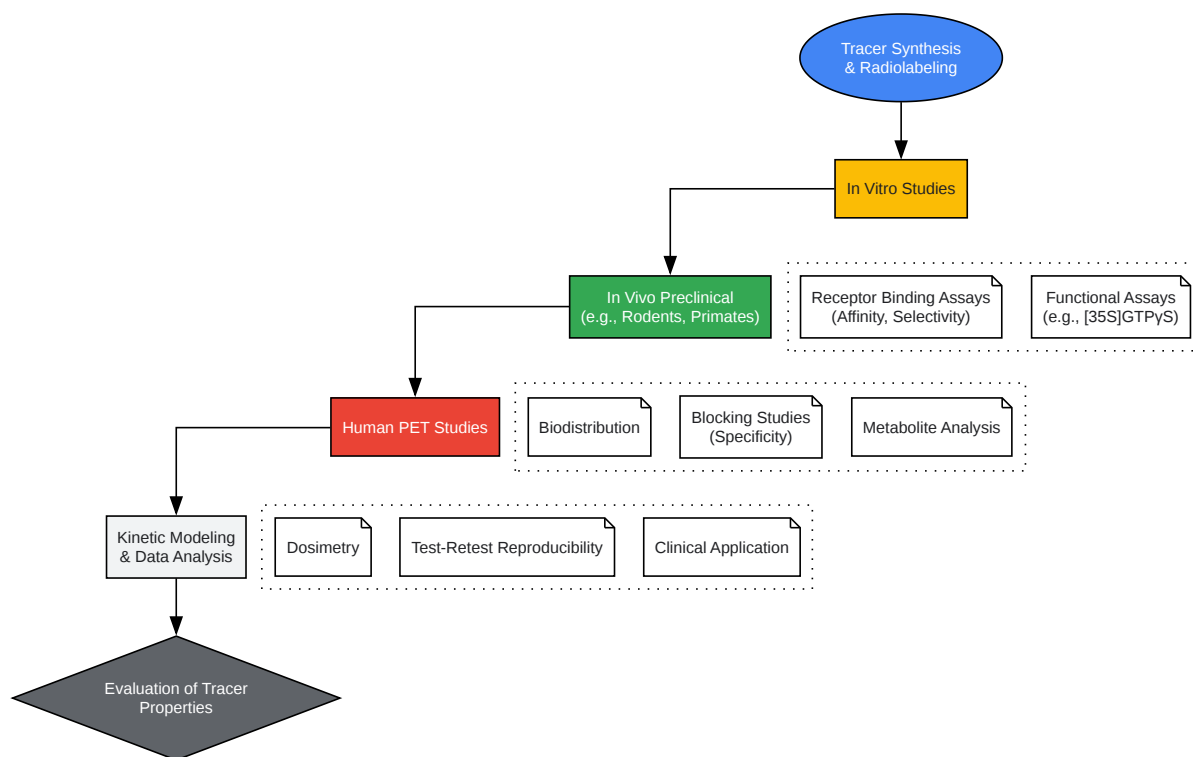 Tracer Synthesis
& Radiolabeling
In Vitro Studies
In Vivo Preclinical
(e.g., Rodents, Primates)
Receptor Binding Assays
(Affinity, Selectivity)
Functional Assays
(e.g., [35S]GTPγS)
Human PET Studies
Biodistribution
Blocking Studies
(Specificity)
Metabolite Analysis
Kinetic Modeling
& Data Analysis
Dosimetry
Test-Retest Reproducibility
Clinical Application
Evaluation of Tracer
Properties